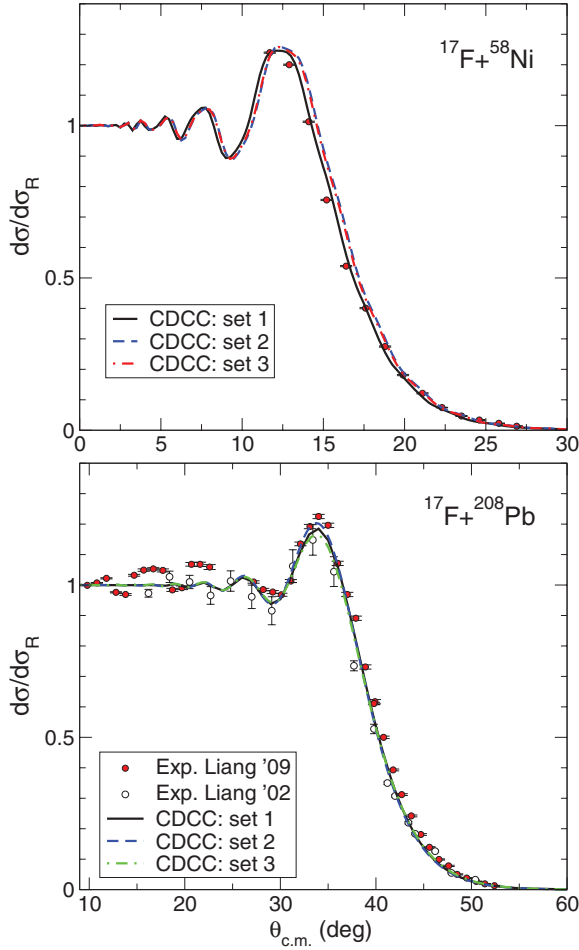 ¹⁷F+⁵⁸Ni
1
0.5
0
dσ/dσ_R
CDCC: set 1
CDCC: set 2
CDCC: set 3
0 5 10 15 20 25 30
¹⁷F+²⁰⁸Pb
1
0.5
0
dσ/dσ_R
Exp. Liang '09
Exp. Liang '02
CDCC: set 1
CDCC: set 2
CDCC: set 3
10 20 30 40 50 60
θ_c.m. (deg)